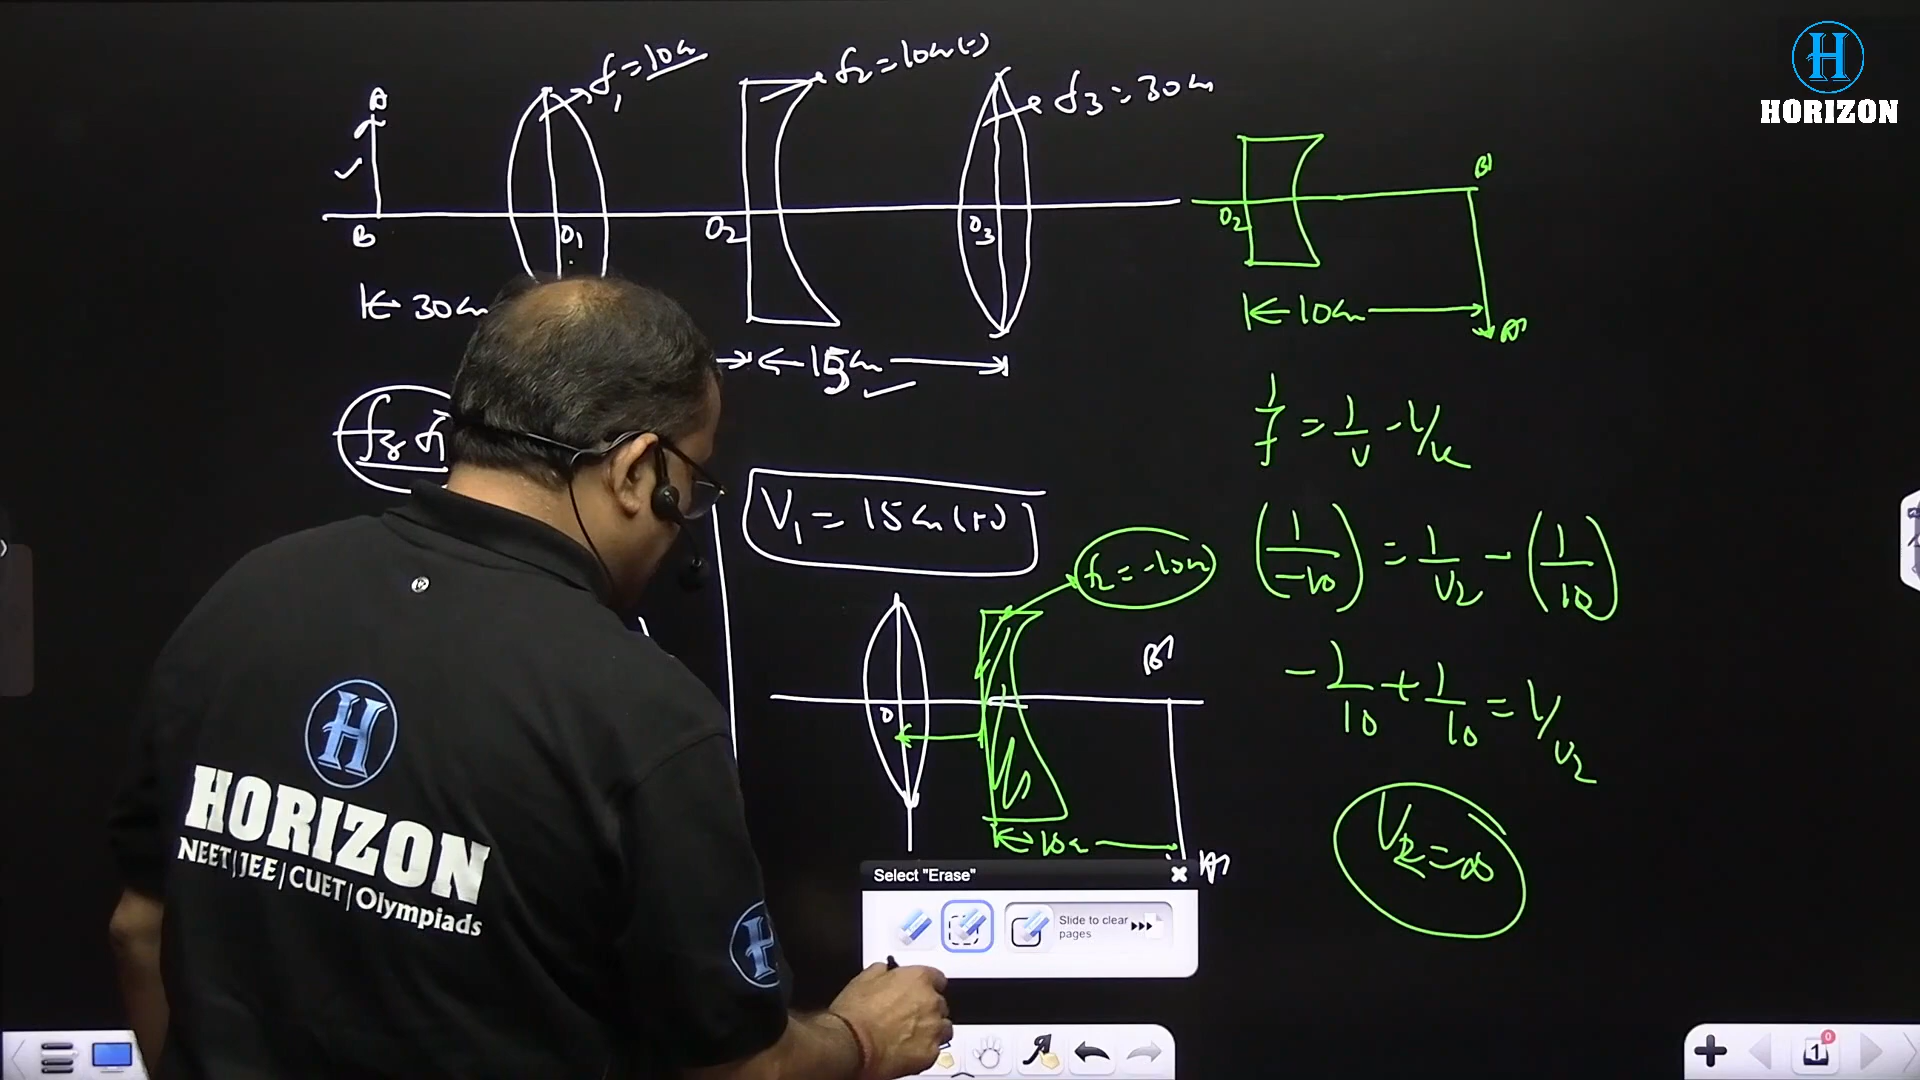 H
HORIZON
f₁ = 10cm
f₂ = 10cm(-)
f₃ = 30cm
A
B
O₁
O₂
O₃
30cm
15cm
B'
O₂
10cm
A'
1/f = 1/v - 1/u
V₁ = 15cm(+)
f₂ = -10cm
(1/-10) = 1/V₂ - (1/10)
-1/10 + 1/10 = 1/V₂
V₂ = ∞
O
B'
10cm
A'
Select "Erase"
Slide to clear
pages
H
HORIZON
NEET|JEE|CUET|Olympiads
H
1
0